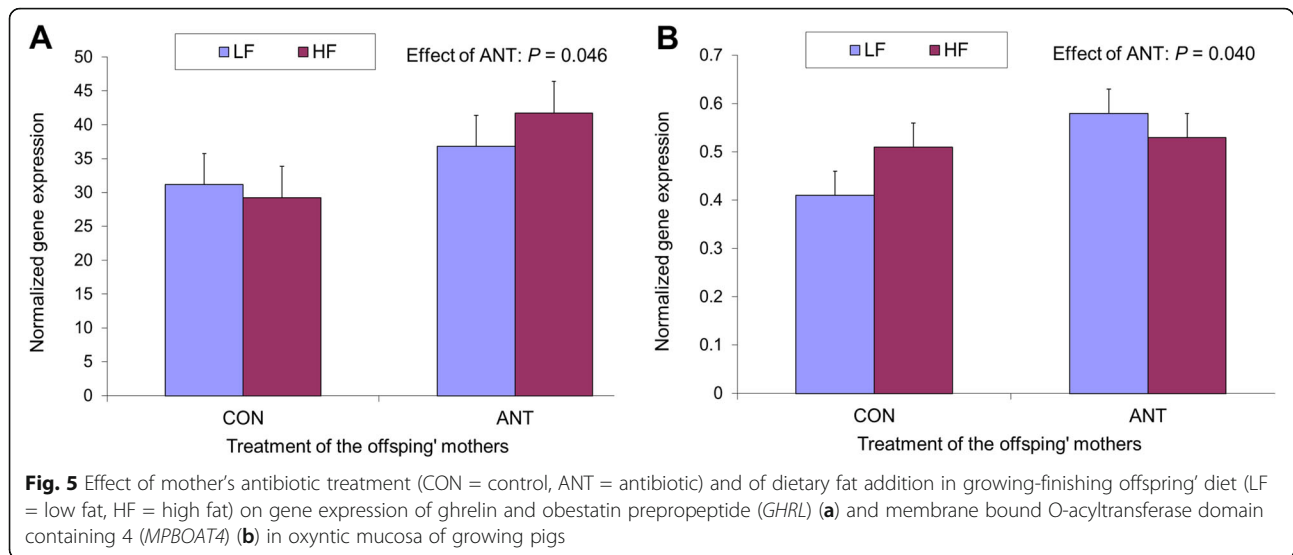 A
LF HF
Effect of ANT: P = 0.046
50
45
40
35
30
25
20
15
10
5
0
Normalized gene expression
CON ANT
Treatment of the offsping' mothers
B
LF HF
Effect of ANT: P = 0.040
0.7
0.6
0.5
0.4
0.3
0.2
0.1
0
Normalized gene expression
CON ANT
Treatment of the offsping' mothers
Fig. 5 Effect of mother's antibiotic treatment (CON = control, ANT = antibiotic) and of dietary fat addition in growing-finishing offspring' diet (LF
= low fat, HF = high fat) on gene expression of ghrelin and obestatin prepropeptide (GHRL) (a) and membrane bound O-acyltransferase domain
containing 4 (MPBOAT4) (b) in oxyntic mucosa of growing pigs